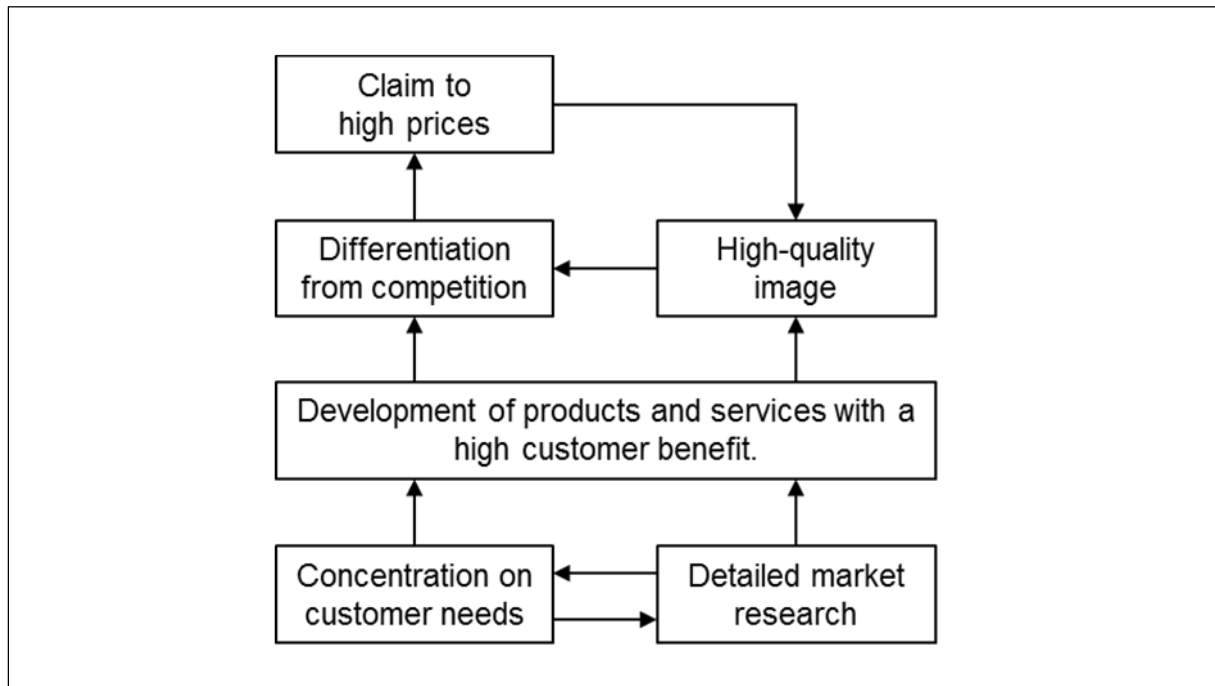 Claim to
high prices
Differentiation
from competition
High-quality
image
Development of products and services with a
high customer benefit.
Concentration on
customer needs
Detailed market
research